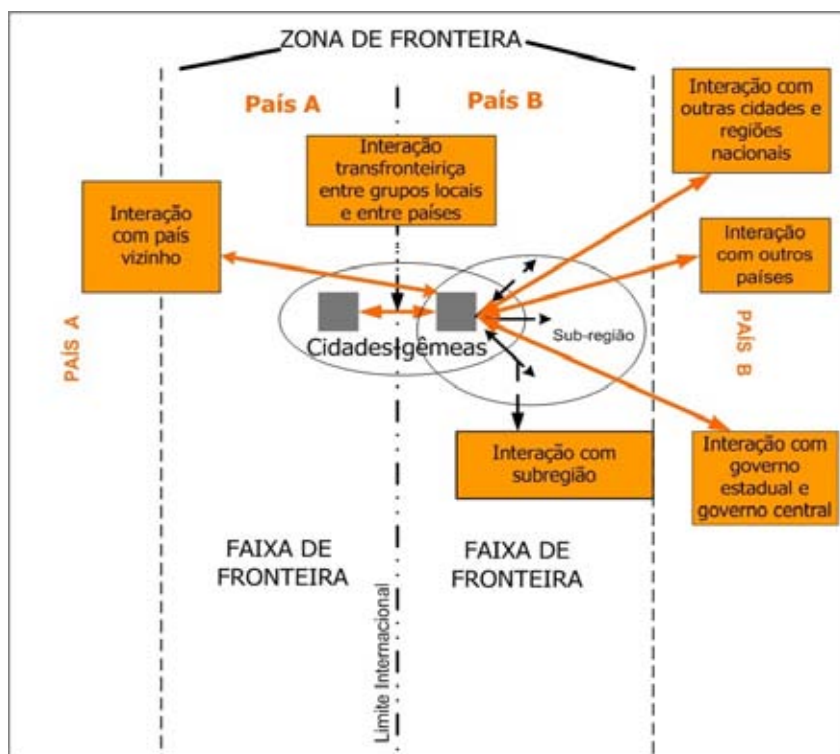 ZONA DE FRONTEIRA
País A
País B
Interação
transfronteiriça
entre grupos locais
e entre países
Interação com
outras cidades e
regiões
nacionais
Interação
com país
vizinho
Interação
com outros
países
PAÍS A
PAÍS B
Cidades-gêmeas
Sub-região
Interação com
subregião
Interação com
governo
estadual e
governo central
FAIXA DE
FRONTEIRA
FAIXA DE
FRONTEIRA
Limite Internacional